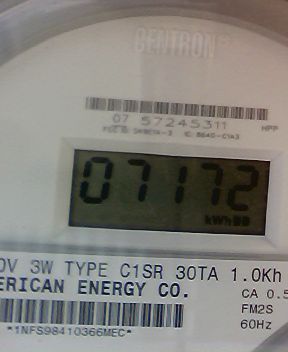 CENTRON®
07 57245311
HPP
07172
kWh
0V 3W TYPE C1SR 30TA 1.0Kh
ERICAN ENERGY CO.
CA 0.5
FM2S
*1NFS98410366MEC*
60Hz